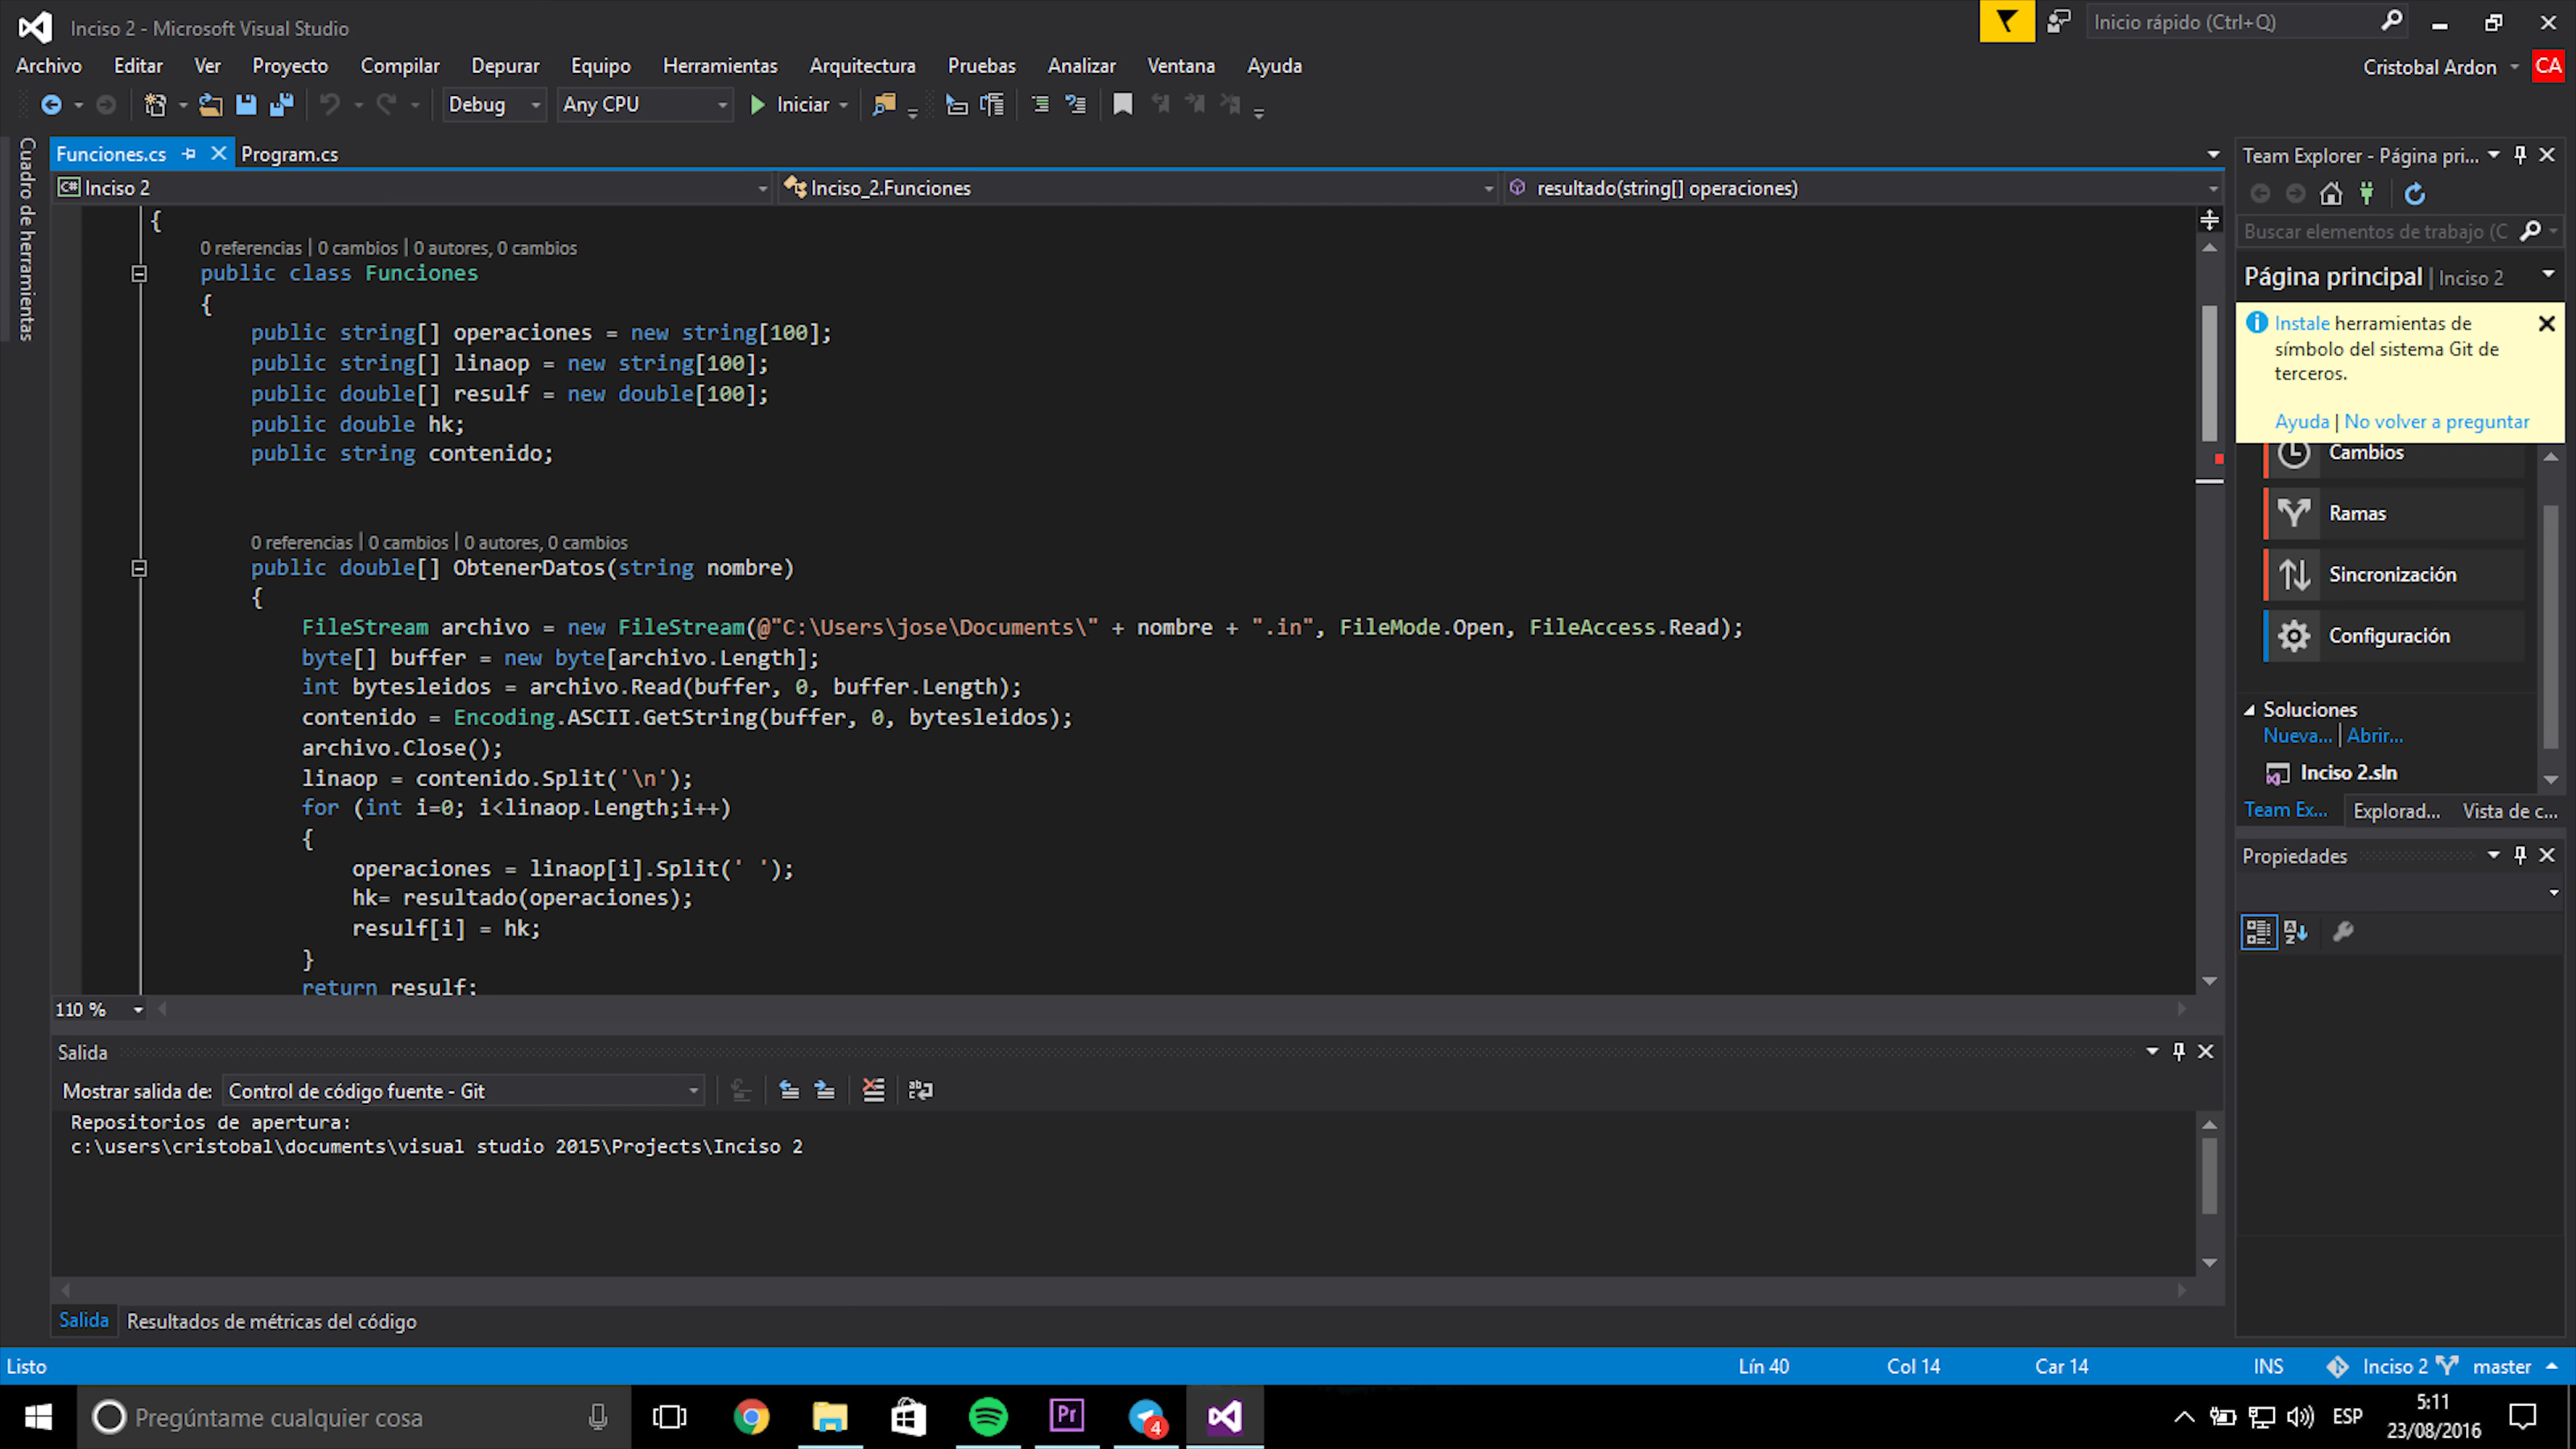 Inciso 2 - Microsoft Visual Studio
Inicio rápido (Ctrl+Q)
Archivo Editar Ver Proyecto Compilar Depurar Equipo Herramientas Arquitectura Pruebas Analizar Ventana Ayuda
Cristobal Ardon CA
Debug Any CPU Iniciar
Cuadro de herramientas
Funciones.cs Program.cs
C# Inciso 2 Inciso_2.Funciones resultado(string[] operaciones)
{
0 referencias | 0 cambios | 0 autores, 0 cambios
public class Funciones
{
public string[] operaciones = new string[100];
public string[] linaop = new string[100];
public double[] resulf = new double[100];
public double hk;
public string contenido;
0 referencias | 0 cambios | 0 autores, 0 cambios
public double[] ObtenerDatos(string nombre)
{
FileStream archivo = new FileStream(@"C:\Users\jose\Documents\" + nombre + ".in", FileMode.Open, FileAccess.Read);
byte[] buffer = new byte[archivo.Length];
int bytesleidos = archivo.Read(buffer, 0, buffer.Length);
contenido = Encoding.ASCII.GetString(buffer, 0, bytesleidos);
archivo.Close();
linaop = contenido.Split('\n');
for (int i=0; i<linaop.Length;i++)
{
operaciones = linaop[i].Split(' ');
hk= resultado(operaciones);
resulf[i] = hk;
}
return resulf;
110 %
Team Explorer - Página pri...
Buscar elementos de trabajo (C
Página principal | Inciso 2
Instale herramientas de
símbolo del sistema Git de
terceros.
Ayuda | No volver a preguntar
Cambios
Ramas
Sincronización
Configuración
Soluciones
Nueva... | Abrir...
Inciso 2.sln
Team Ex... Explorad... Vista de c...
Propiedades
Salida
Mostrar salida de: Control de código fuente - Git
Repositorios de apertura:
c:\users\cristobal\documents\visual studio 2015\Projects\Inciso 2
Salida Resultados de métricas del código
Listo Lín 40 Col 14 Car 14 INS Inciso 2 master
Pregúntame cualquier cosa
Pr
4
ESP
5:11
23/08/2016